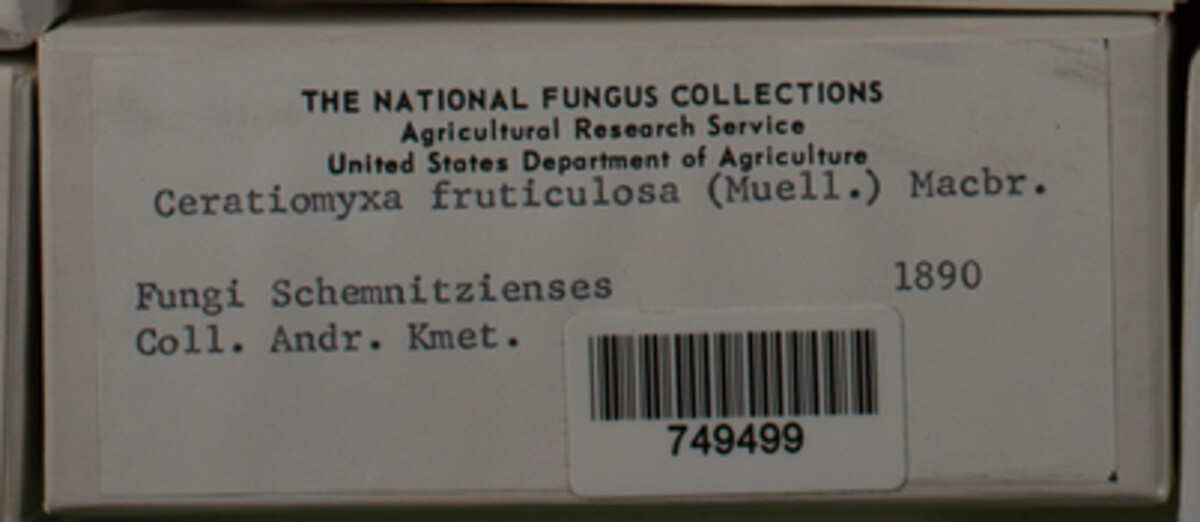 THE NATIONAL FUNGUS COLLECTIONS
Agricultural Research Service
United States Department of Agriculture
Ceratiomyxa fruticulosa (Muell.) Macbr.
Fungi Schemnitzienses 1890
Coll. Andr. Kmet.
749499